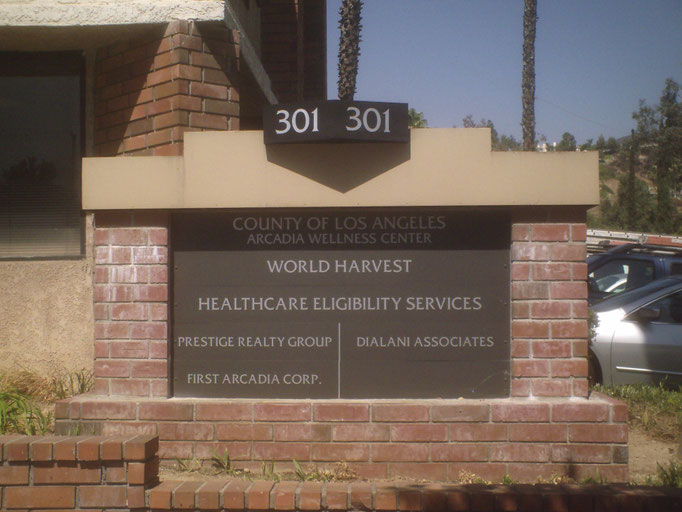 301 301
COUNTY OF LOS ANGELES
ARCADIA WELLNESS CENTER
WORLD HARVEST
HEALTHCARE ELIGIBILITY SERVICES
PRESTIGE REALTY GROUP
FIRST ARCADIA CORP.
DIALANI ASSOCIATES